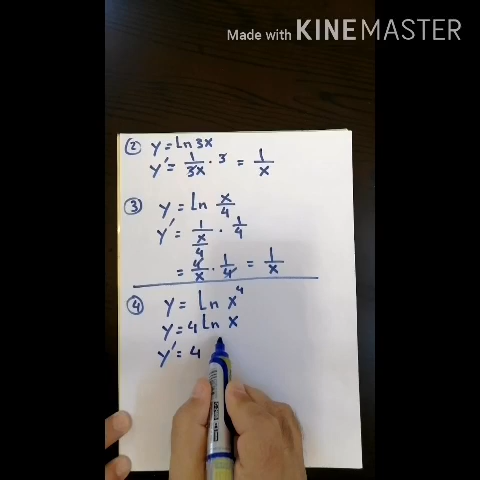 Made with KINEMASTER
② y = ln 3x
y' = 1/3x · 3 = 1/x
③ y = ln x/4
y' = 1/(x/4) · 1/4
= 4/x · 1/4 = 1/x
④ y = ln x⁴
y = 4 ln x
y' = 4